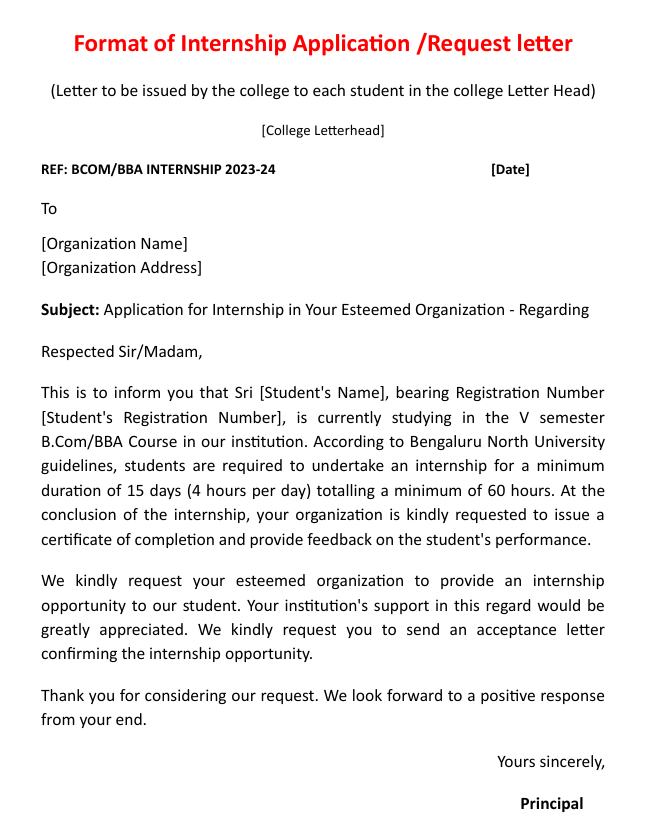 Format of Internship Application /Request letter
(Letter to be issued by the college to each student in the college Letter Head)
[College Letterhead]
REF: BCOM/BBA INTERNSHIP 2023-24 [Date]
To
[Organization Name]
[Organization Address]
Subject: Application for Internship in Your Esteemed Organization - Regarding
Respected Sir/Madam,
This is to inform you that Sri [Student's Name], bearing Registration Number
[Student's Registration Number], is currently studying in the V semester
B.Com/BBA Course in our institution. According to Bengaluru North University
guidelines, students are required to undertake an internship for a minimum
duration of 15 days (4 hours per day) totalling a minimum of 60 hours. At the
conclusion of the internship, your organization is kindly requested to issue a
certificate of completion and provide feedback on the student's performance.
We kindly request your esteemed organization to provide an internship
opportunity to our student. Your institution's support in this regard would be
greatly appreciated. We kindly request you to send an acceptance letter
confirming the internship opportunity.
Thank you for considering our request. We look forward to a positive response
from your end.
Yours sincerely,
Principal